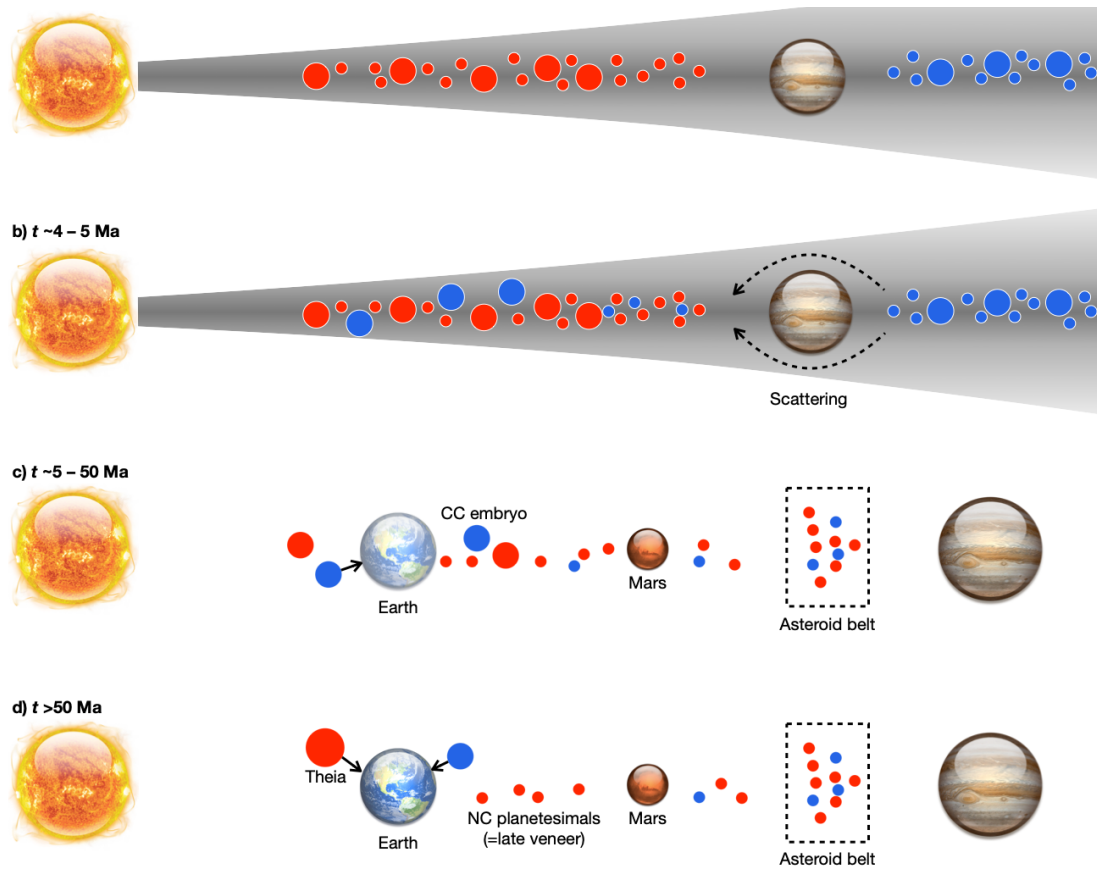 b) t ~4 – 5 Ma
Scattering
c) t ~5 – 50 Ma
CC embryo
Earth
Mars
Asteroid belt
d) t >50 Ma
Theia
Earth
NC planetesimals
(=late veneer)
Mars
Asteroid belt